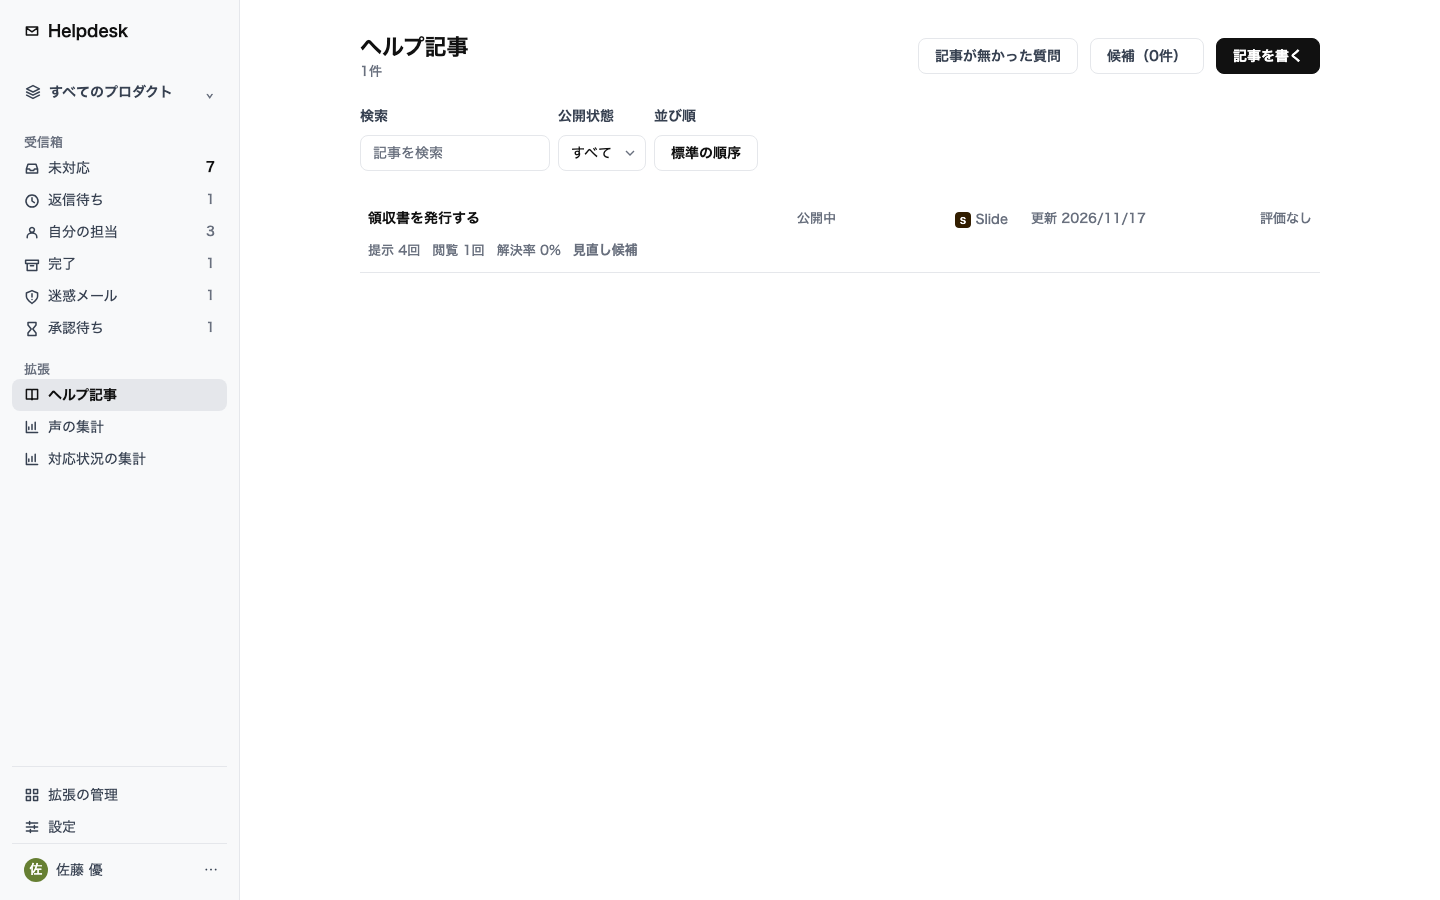 Helpdesk
すべてのプロダクト
受信箱
未対応 7
返信待ち 1
自分の担当 3
完了 1
迷惑メール 1
承認待ち 1
拡張
ヘルプ記事
声の集計
対応状況の集計
拡張の管理
設定
佐 佐藤 優 …
ヘルプ記事
1件
記事が無かった質問 候補（0件） 記事を書く
検索 公開状態 並び順
記事を検索 すべて 標準の順序
領収書を発行する 公開中 S Slide 更新 2026/11/17 評価なし
提示 4回 閲覧 1回 解決率 0% 見直し候補